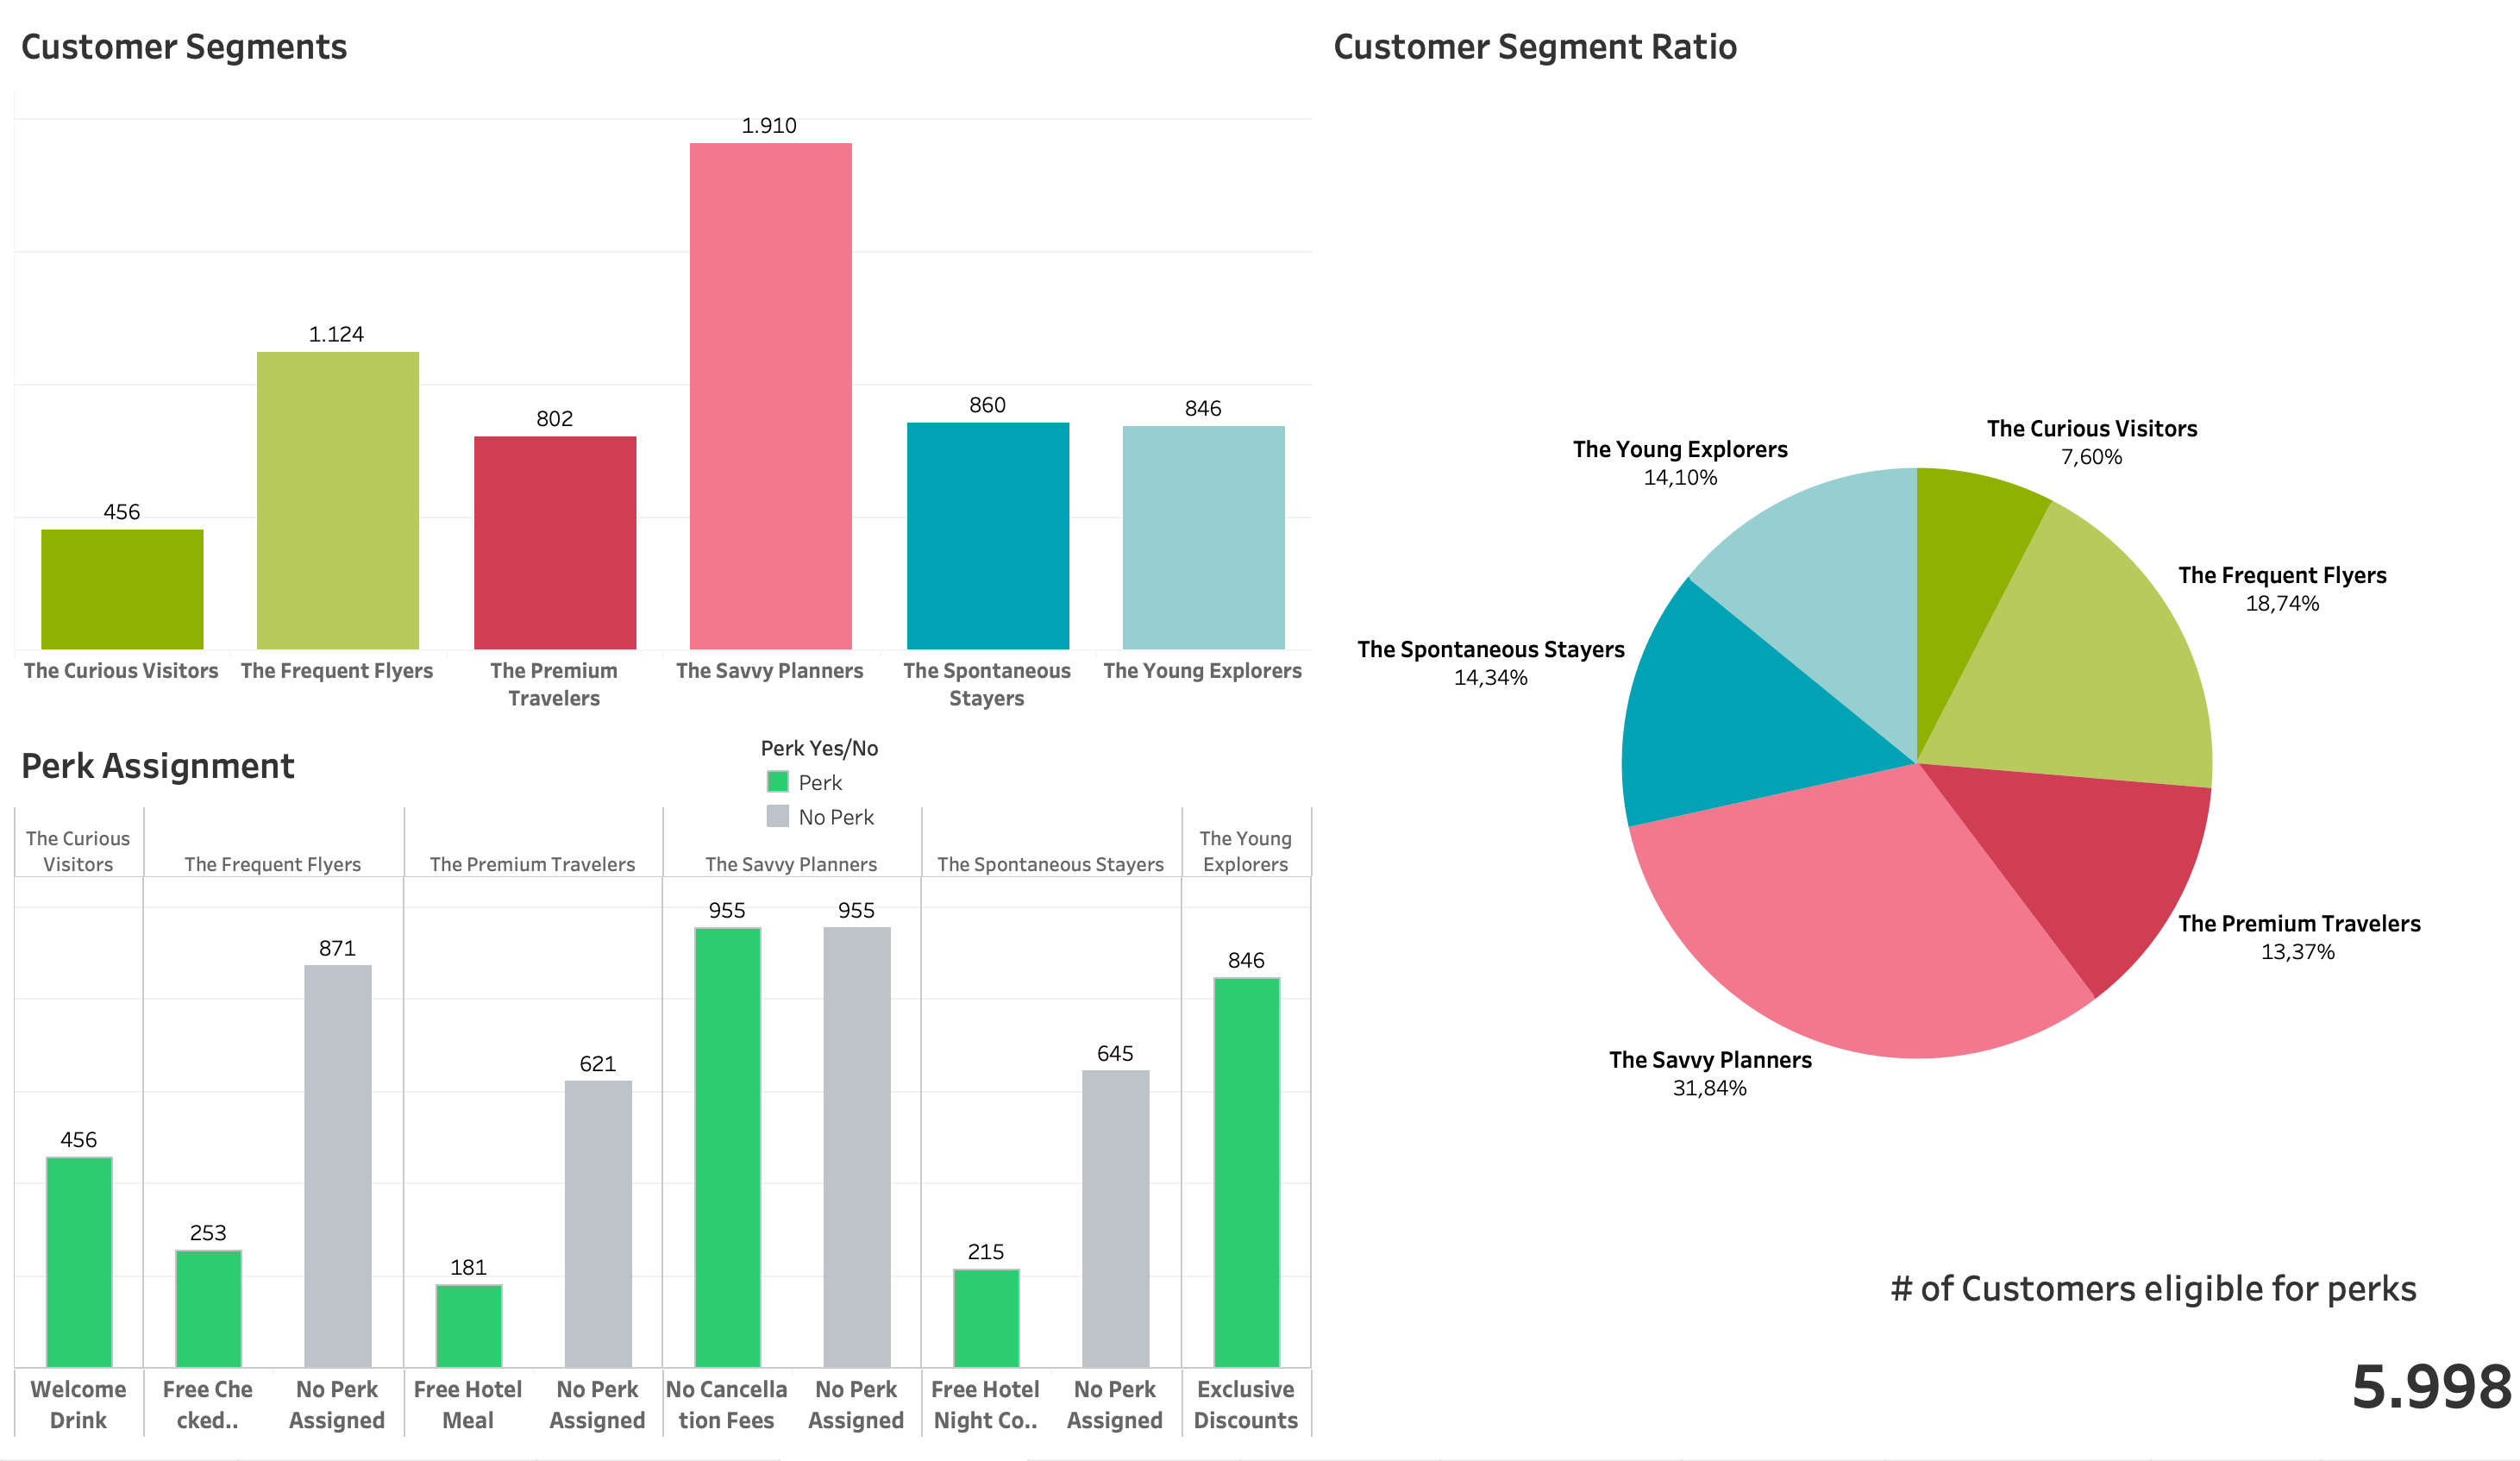 Customer Segments
1.910
1.124
860
846
802
456
The Curious Visitors
The Frequent Flyers
The Premium
Travelers
The Savvy Planners
The Spontaneous
Stayers
The Young Explorers
Perk Assignment
Perk Yes/No
Perk
No Perk
The Curious
Visitors
The Frequent Flyers
The Premium Travelers
The Savvy Planners
The Spontaneous Stayers
The Young
Explorers
456
253
871
181
621
955
955
215
645
846
Welcome
Drink
Free Che
cked..
No Perk
Assigned
Free Hotel
Meal
No Perk
Assigned
No Cancella
tion Fees
No Perk
Assigned
Free Hotel
Night Co..
No Perk
Assigned
Exclusive
Discounts
Customer Segment Ratio
The Curious Visitors
7,60%
The Young Explorers
14,10%
The Frequent Flyers
18,74%
The Spontaneous Stayers
14,34%
The Premium Travelers
13,37%
The Savvy Planners
31,84%
# of Customers eligible for perks
5.998